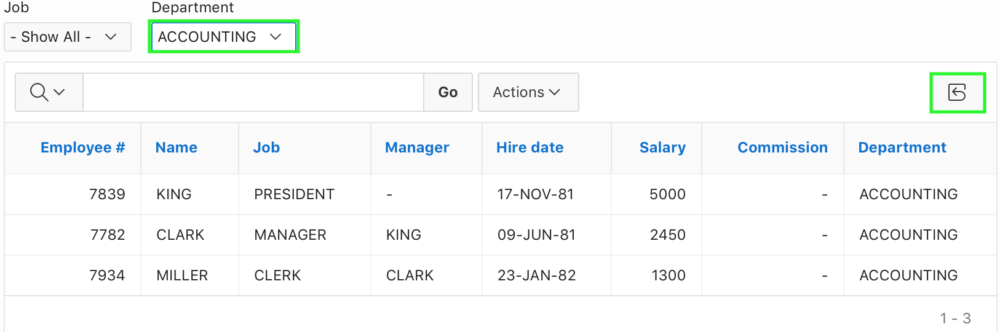 Job Department
- Show All - ACCOUNTING
Go Actions
Employee # Name Job Manager Hire date Salary Commission Department
7839 KING PRESIDENT - 17-NOV-81 5000 - ACCOUNTING
7782 CLARK MANAGER KING 09-JUN-81 2450 - ACCOUNTING
7934 MILLER CLERK CLARK 23-JAN-82 1300 - ACCOUNTING
1 - 3